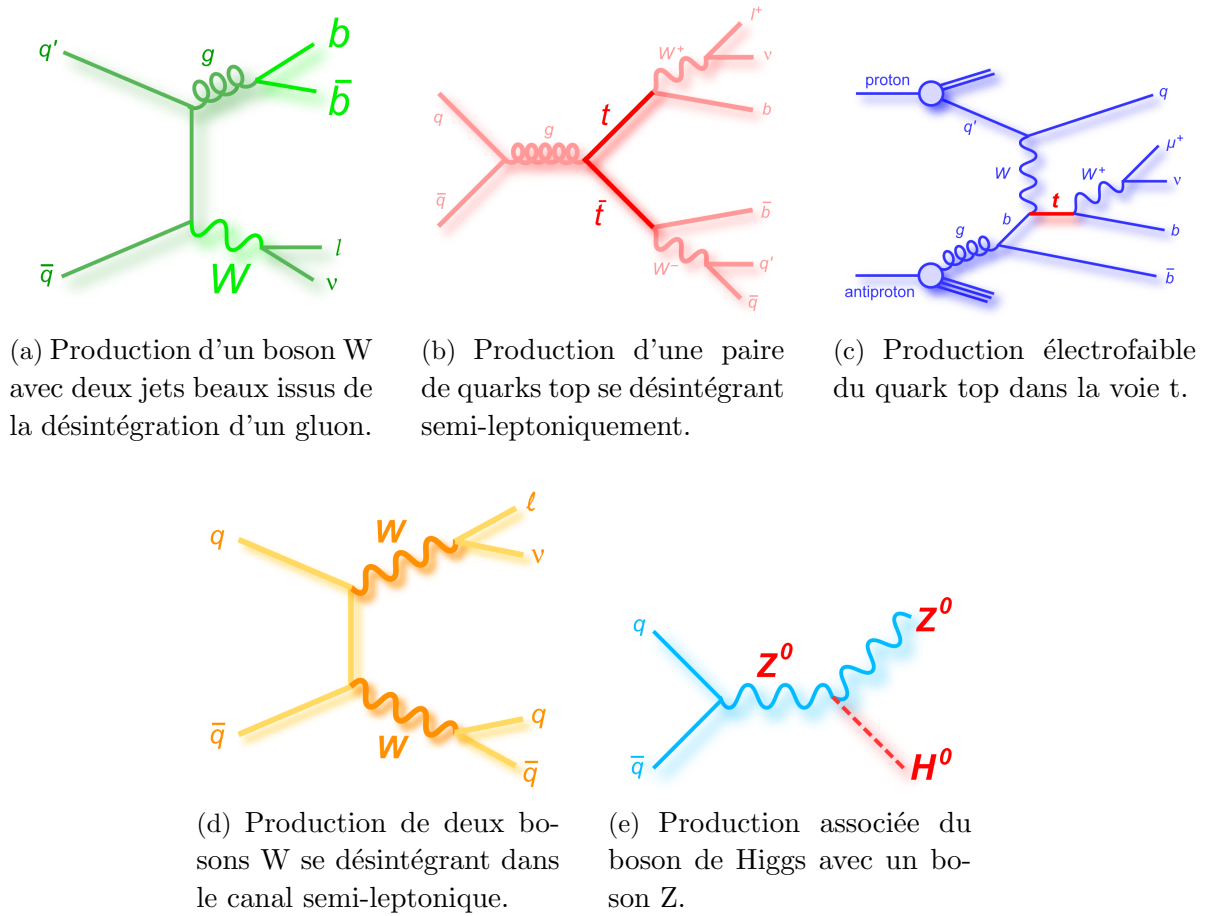 q'
g
b
b̄
q̄
W
l
ν
(a) Production d'un boson W
avec deux jets beaux issus de
la désintégration d'un gluon.
q
q̄
g
t
t̄
W⁺
l⁺
ν
b
b̄
W⁻
q'
q̄
(b) Production d'une paire
de quarks top se désintégrant
semi-leptoniquement.
proton
q'
q
W
μ⁺
W⁺
ν
t
b
b
g
b̄
antiproton
(c) Production électrofaible
du quark top dans la voie t.
q
W
ℓ
ν
q̄
W
q
q̄
(d) Production de deux bo-
sons W se désintégrant dans
le canal semi-leptonique.
q
Z⁰
Z⁰
q̄
H⁰
(e) Production associée du
boson de Higgs avec un bo-
son Z.